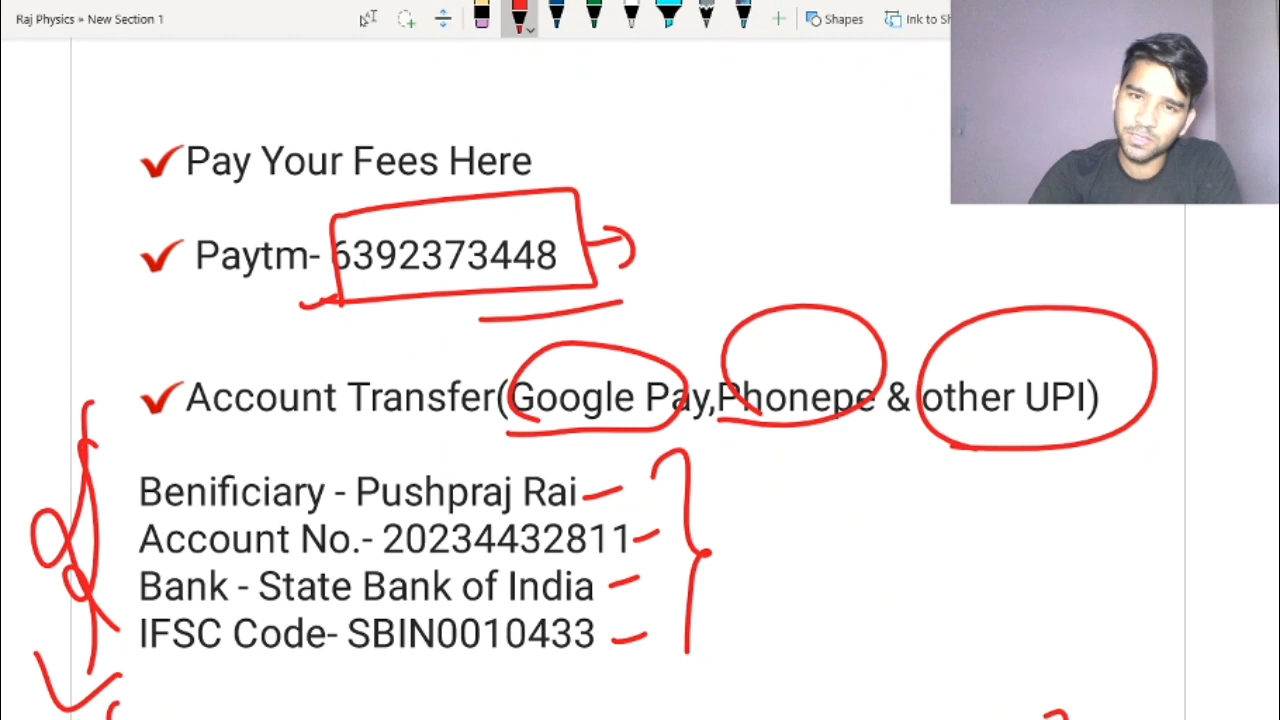 Raj Physics » New Section 1
Shapes
Ink to Sh
Pay Your Fees Here
Paytm- 6392373448
Account Transfer(Google Pay,Phonepe & other UPI)
Benificiary - Pushpraj Rai
Account No.- 20234432811
Bank - State Bank of India
IFSC Code- SBIN0010433